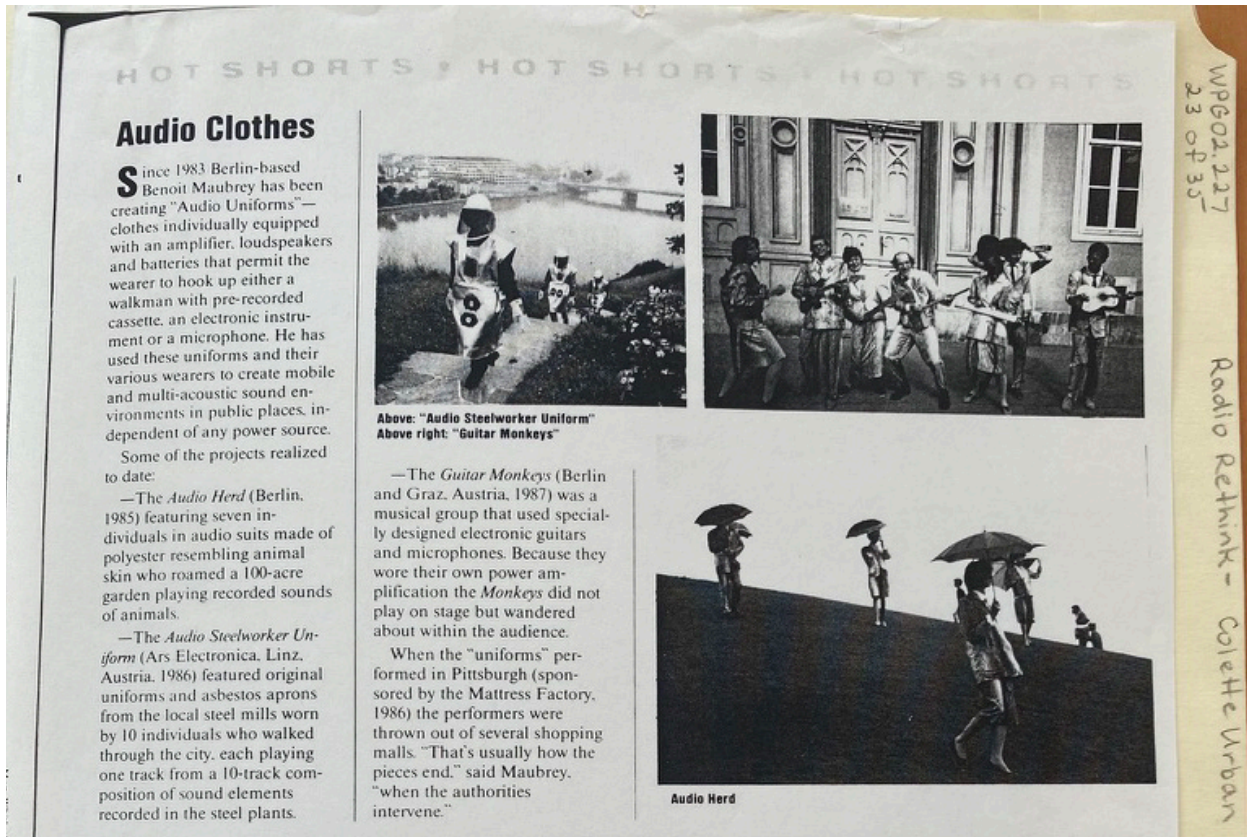 HOT SHORTS • HOT SHORTS • HOT SHORTS
Audio Clothes
Since 1983 Berlin-based
Benoit Maubrey has been
creating "Audio Uniforms"—
clothes individually equipped
with an amplifier, loudspeakers
and batteries that permit the
wearer to hook up either a
walkman with pre-recorded
cassette, an electronic instru-
ment or a microphone. He has
used these uniforms and their
various wearers to create mobile
and multi-acoustic sound en-
vironments in public places, in-
dependent of any power source.
Some of the projects realized
to date:
—The Audio Herd (Berlin,
1985) featuring seven in-
dividuals in audio suits made of
polyester resembling animal
skin who roamed a 100-acre
garden playing recorded sounds
of animals.
—The Audio Steelworker Un-
iform (Ars Electronica, Linz,
Austria, 1986) featured original
uniforms and asbestos aprons
from the local steel mills worn
by 10 individuals who walked
through the city, each playing
one track from a 10-track com-
position of sound elements
recorded in the steel plants.
Above: "Audio Steelworker Uniform"
Above right: "Guitar Monkeys"
—The Guitar Monkeys (Berlin
and Graz, Austria, 1987) was a
musical group that used special-
ly designed electronic guitars
and microphones. Because they
wore their own power am-
plification the Monkeys did not
play on stage but wandered
about within the audience.
When the "uniforms" per-
formed in Pittsburgh (spon-
sored by the Mattress Factory,
1986) the performers were
thrown out of several shopping
malls. "That's usually how the
pieces end," said Maubrey,
"when the authorities
intervene."
Audio Herd
WPG02.227
23 of 35
Radio Rethink - Colette Urban